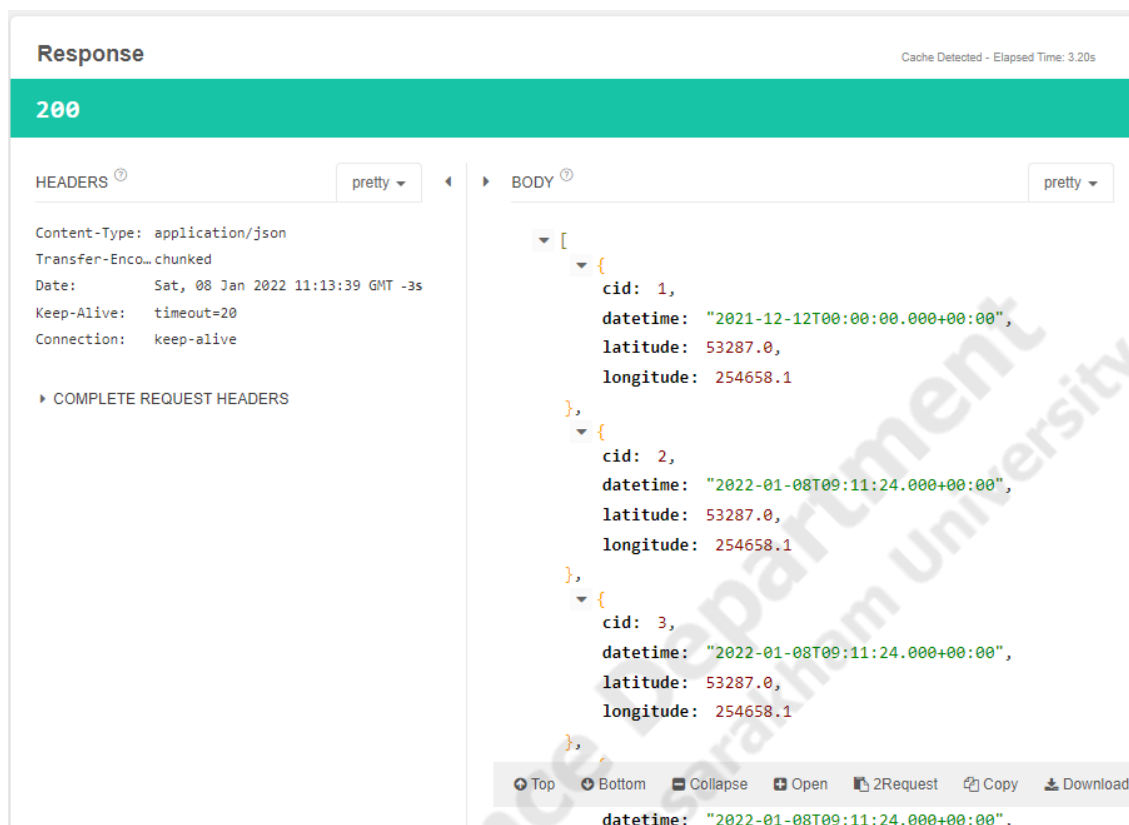 Response
Cache Detected - Elapsed Time: 3.20s
200
HEADERS ?
pretty
BODY ?
pretty
Content-Type: application/json
Transfer-Enco… chunked
Date: Sat, 08 Jan 2022 11:13:39 GMT -3s
Keep-Alive: timeout=20
Connection: keep-alive
COMPLETE REQUEST HEADERS
[
{
cid: 1,
datetime: "2021-12-12T00:00:00.000+00:00",
latitude: 53287.0,
longitude: 254658.1
},
{
cid: 2,
datetime: "2022-01-08T09:11:24.000+00:00",
latitude: 53287.0,
longitude: 254658.1
},
{
cid: 3,
datetime: "2022-01-08T09:11:24.000+00:00",
latitude: 53287.0,
longitude: 254658.1
},
{
Top Bottom Collapse Open 2Request Copy Download
datetime: "2022-01-08T09:11:24.000+00:00",
Department
University